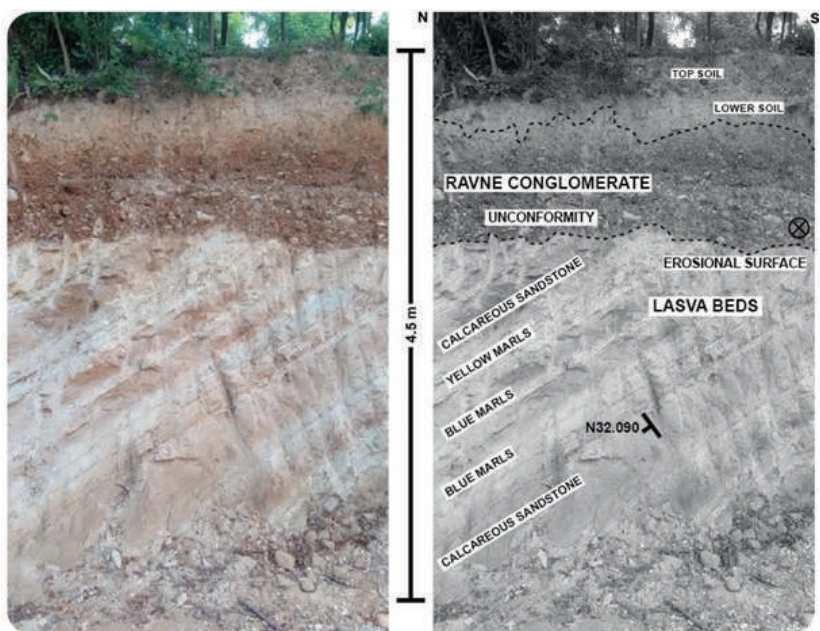 N
S
TOP SOIL
LOWER SOIL
RAVNE CONGLOMERATE
UNCONFORMITY
EROSIONAL SURFACE
CALCAREOUS SANDSTONE
LASVA BEDS
4.5 m
YELLOW MARLS
BLUE MARLS
N32.090
BLUE MARLS
CALCAREOUS SANDSTONE